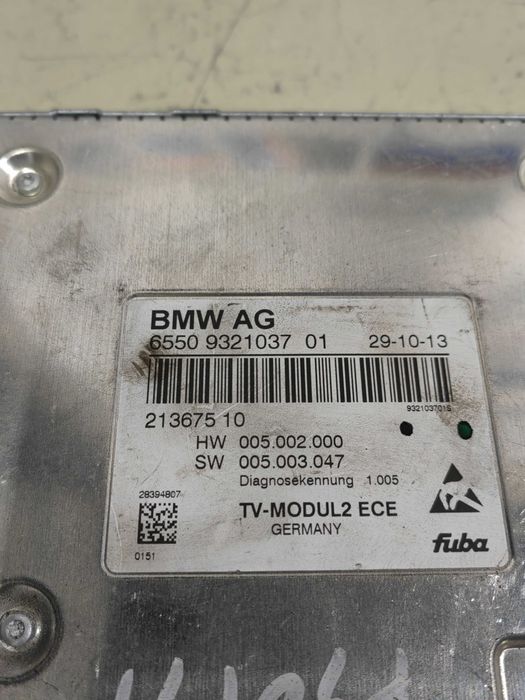 BMW AG
6550 9321037 01 29-10-13
932103701S
213675 10
HW 005.002.000
SW 005.003.047
Diagnosekennung 1.005
28394807
TV-MODUL2 ECE
GERMANY
0151
fuba